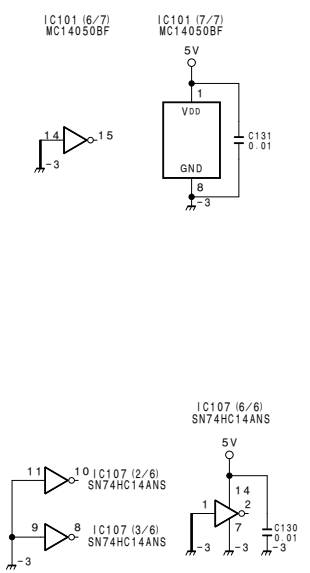 IC101 (6/7)
MC14050BF
IC101 (7/7)
MC14050BF
5V
1
VDD
14
15
-3
C131
0.01
GND
8
-3
IC107 (6/6)
SN74HC14ANS
5V
14
11
10
IC107 (2/6)
SN74HC14ANS
1
2
9
8
IC107 (3/6)
SN74HC14ANS
7
C130
0.01
-3
-3
-3
-3